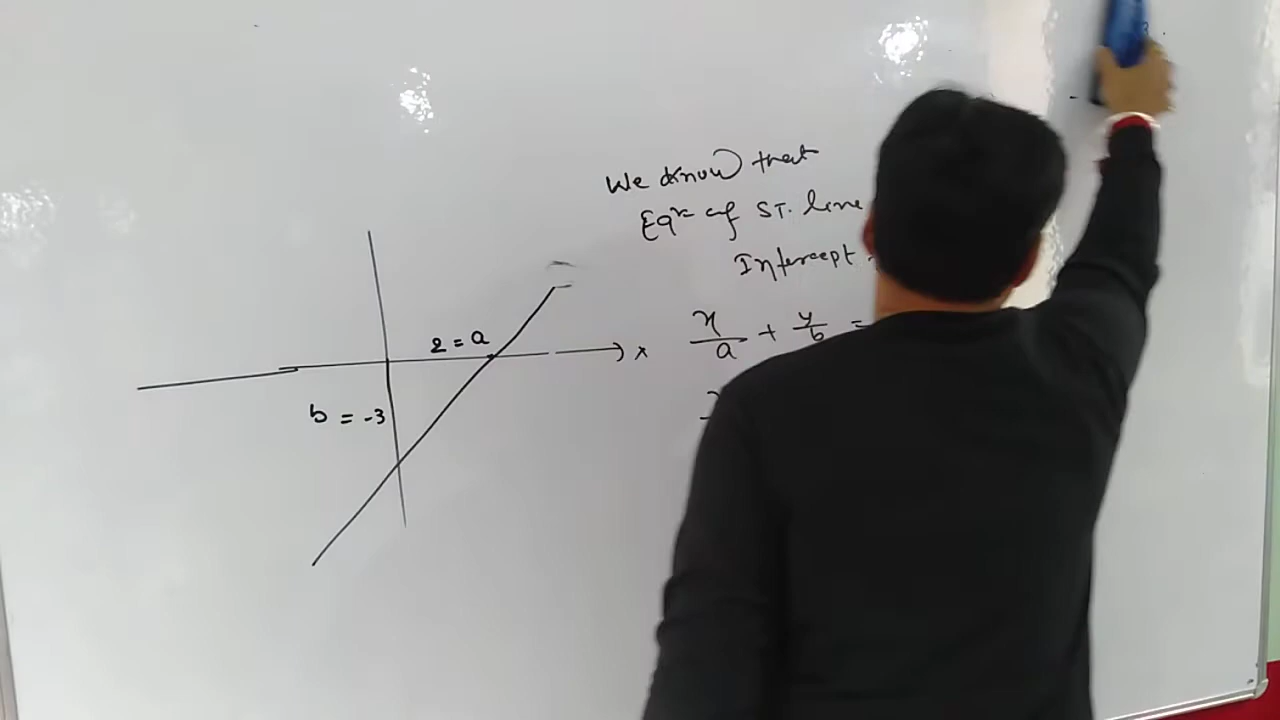 We know that
Eqn of ST. line
Intercept
x/a + y/b =
2 = a
x
b = -3